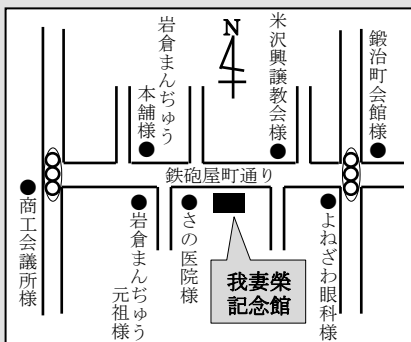 N
鍛治町会館様
米沢興譲教会様
岩倉まんぢゅう
本舗様
鉄砲屋町通り
よねざわ眼科様
さの医院様
岩倉まんぢゅう
元祖様
商工会議所様
我妻榮
記念館